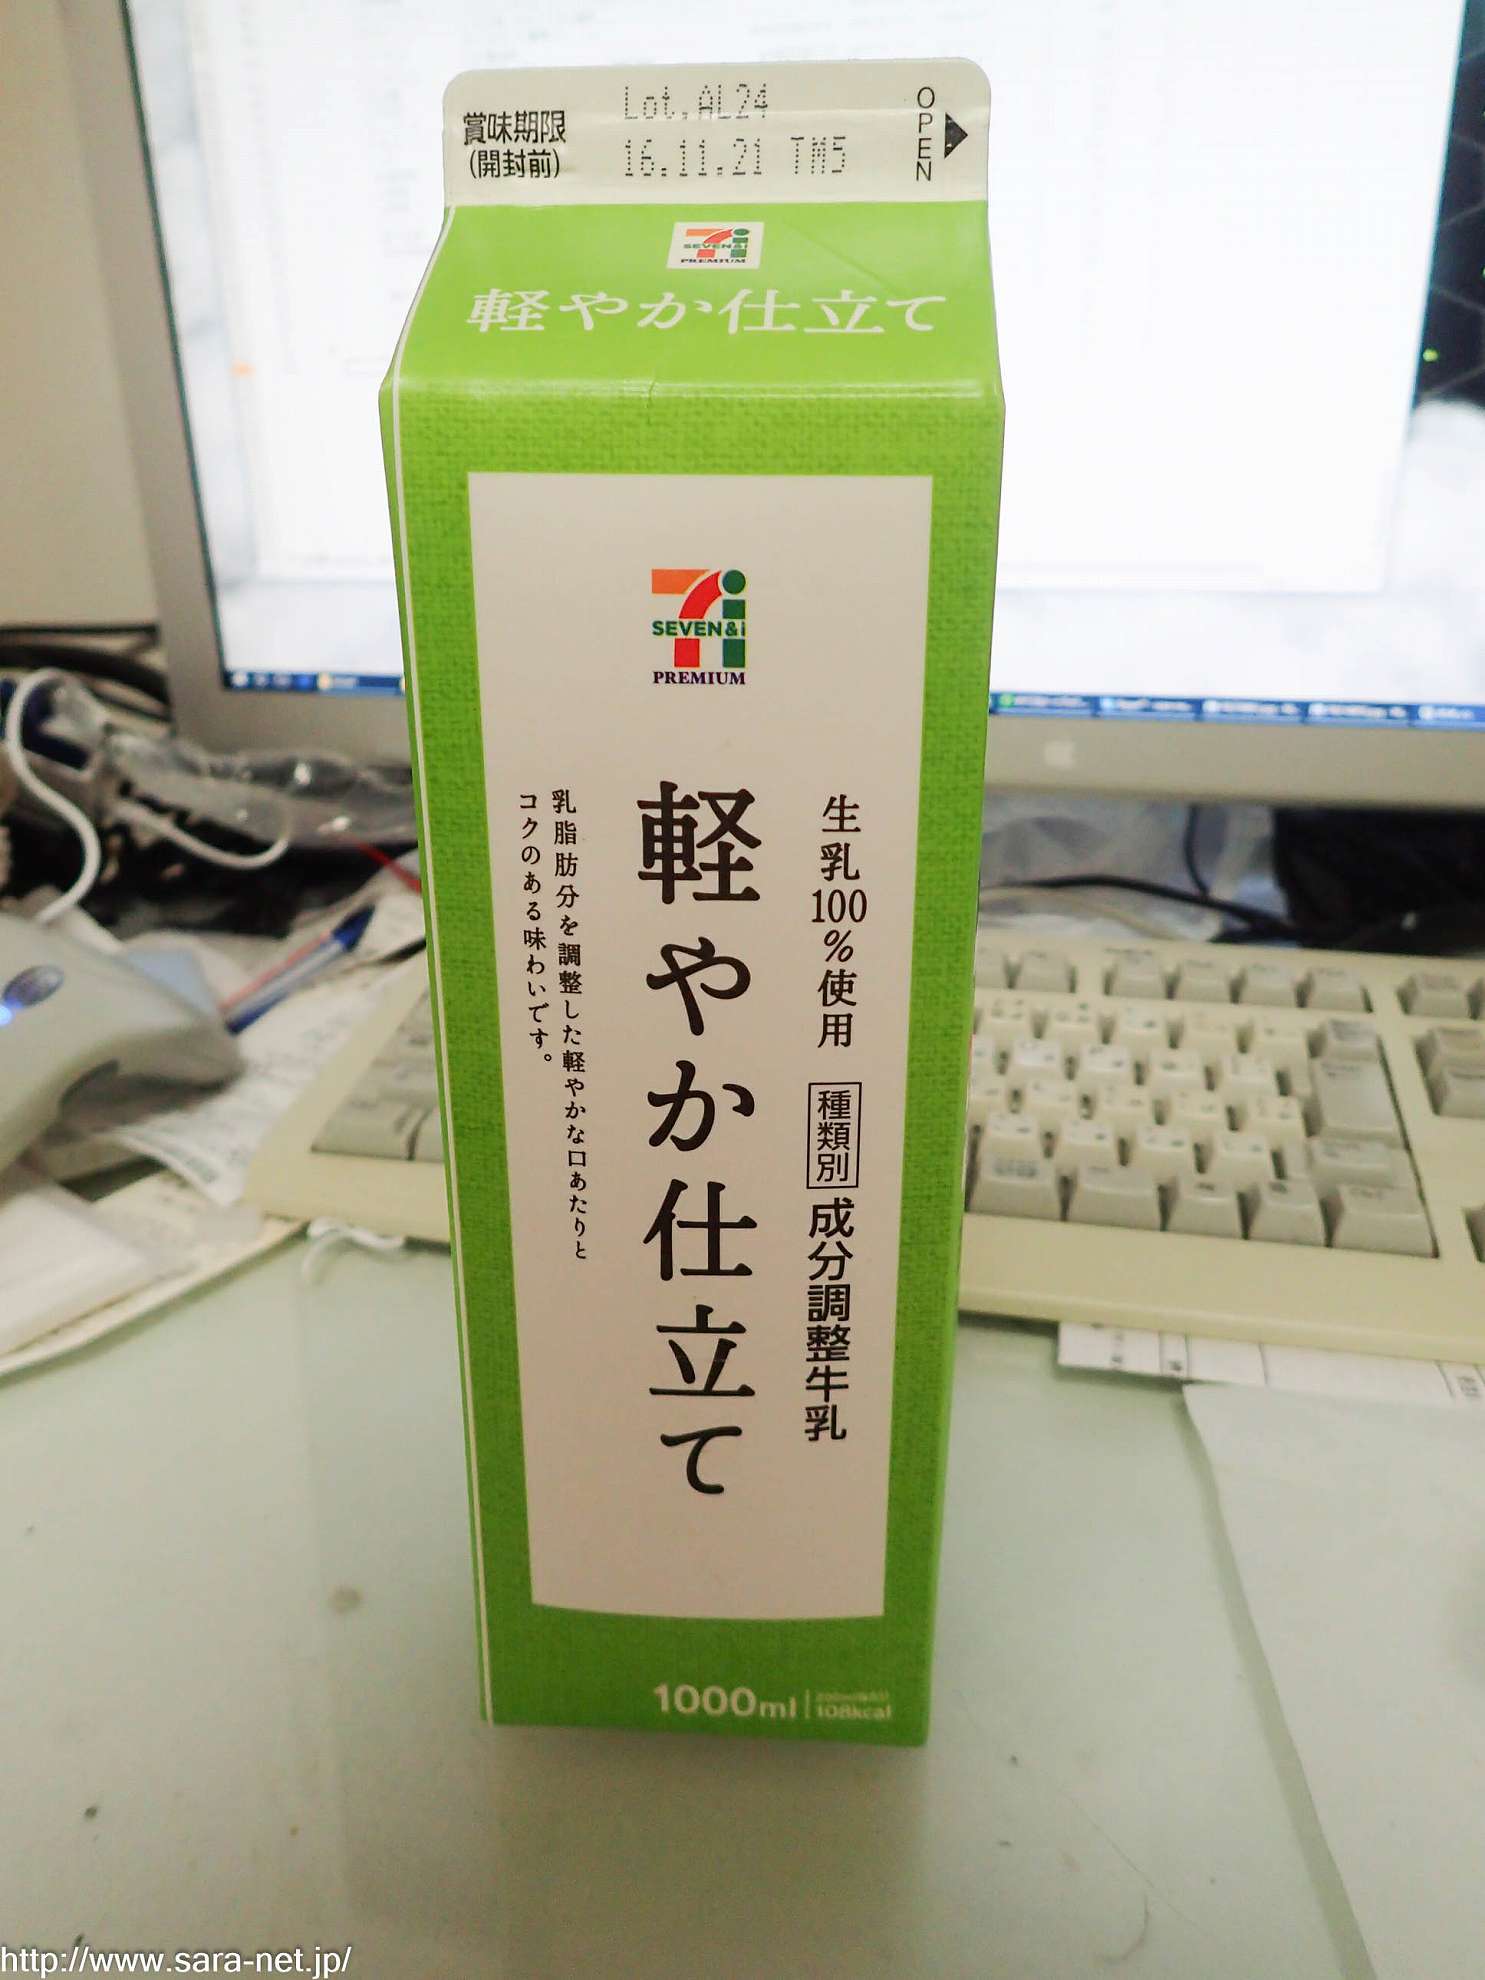 賞味期限
(開封前)
Lot.AL24
16.11.21 TM5
OPEN
SEVEN&i
PREMIUM
軽やか仕立て
SEVEN&i
PREMIUM
生乳100%使用
種類別 成分調整牛乳
軽やか仕立て
乳脂肪分を調整した軽やかな口あたりと
コクのある味わいです。
1000ml
108kcal
http://www.sara-net.jp/